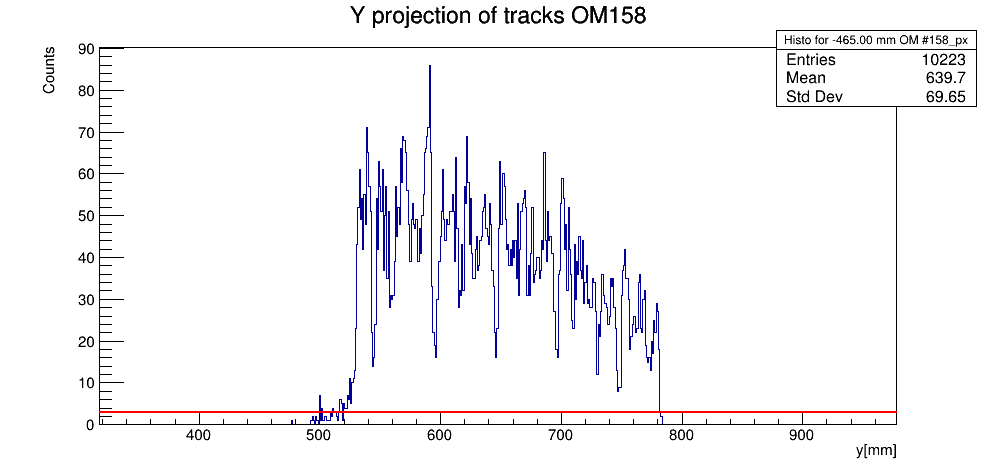 Y projection of tracks OM158
Histo for -465.00 mm OM #158_px
Entries 10223
Mean 639.7
Std Dev 69.65
Counts
90
80
70
60
50
40
30
20
10
0
400 500 600 700 800 900
y[mm]